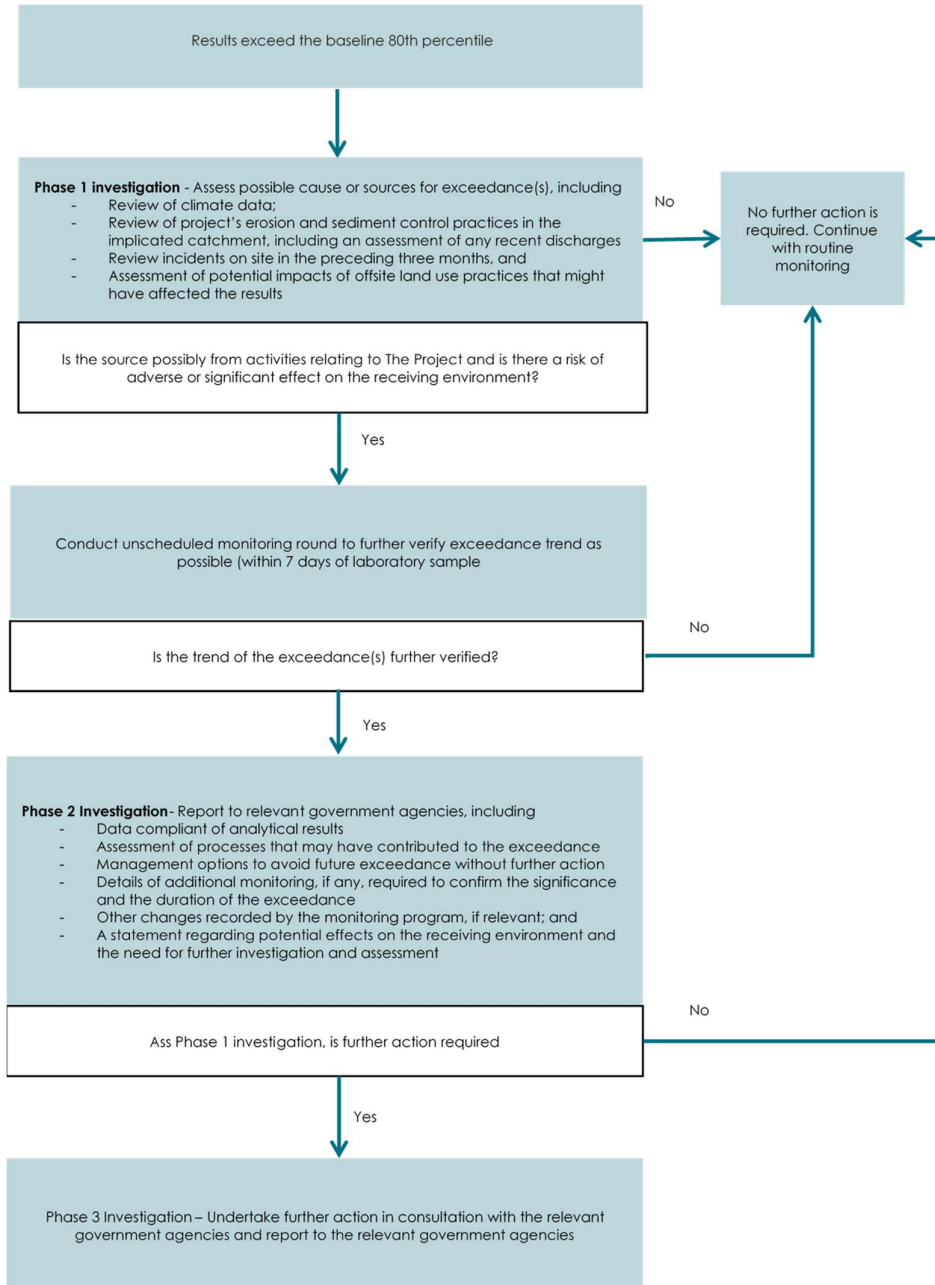 Results exceed the baseline 80th percentile
Phase 1 investigation - Assess possible cause or sources for exceedance(s), including
- Review of climate data;
- Review of project's erosion and sediment control practices in the
implicated catchment, including an assessment of any recent discharges
- Review incidents on site in the preceding three months, and
- Assessment of potential impacts of offsite land use practices that might
have affected the results
No
No further action is
required. Continue
with routine
monitoring
Is the source possibly from activities relating to The Project and is there a risk of
adverse or significant effect on the receiving environment?
Yes
Conduct unscheduled monitoring round to further verify exceedance trend as
possible (within 7 days of laboratory sample
No
Is the trend of the exceedance(s) further verified?
Yes
Phase 2 Investigation- Report to relevant government agencies, including
- Data compliant of analytical results
- Assessment of processes that may have contributed to the exceedance
- Management options to avoid future exceedance without further action
- Details of additional monitoring, if any, required to confirm the significance
and the duration of the exceedance
- Other changes recorded by the monitoring program, if relevant; and
- A statement regarding potential effects on the receiving environment and
the need for further investigation and assessment
No
Ass Phase 1 investigation, is further action required
Yes
Phase 3 Investigation – Undertake further action in consultation with the relevant
government agencies and report to the relevant government agencies